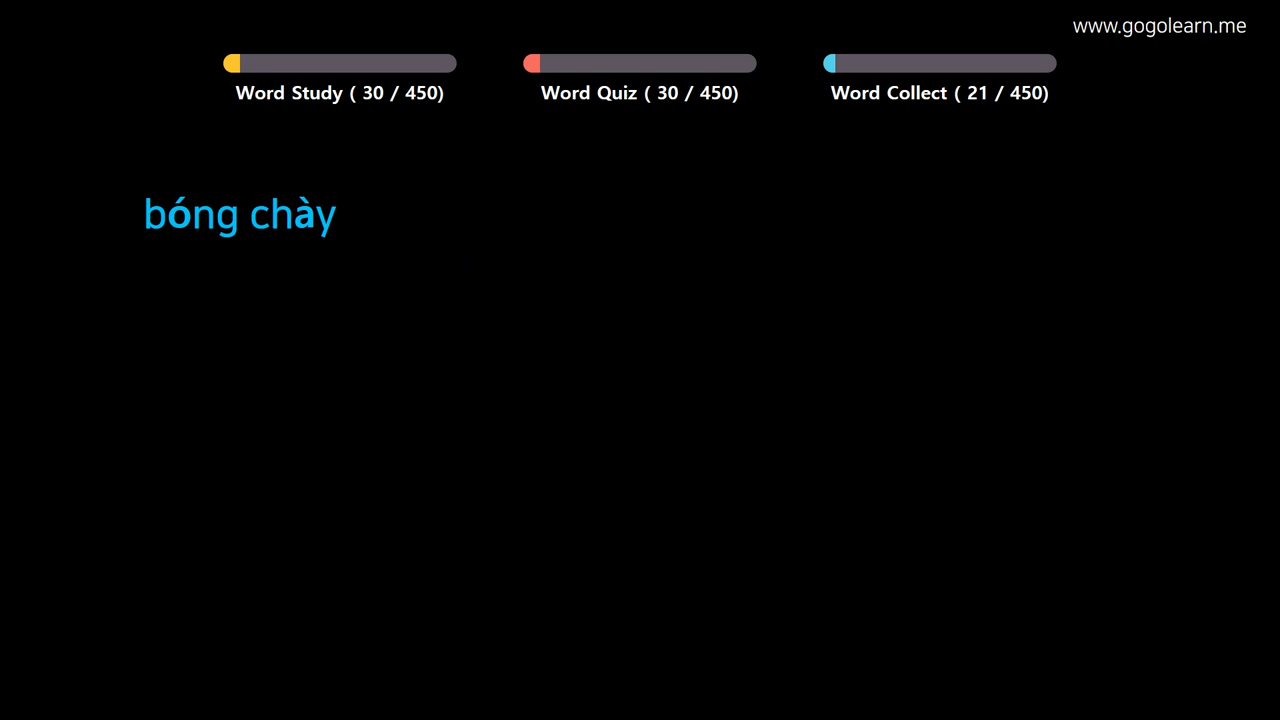 www.gogolearn.me
Word Study ( 30 / 450)
Word Quiz ( 30 / 450)
Word Collect ( 21 / 450)
bóng chày